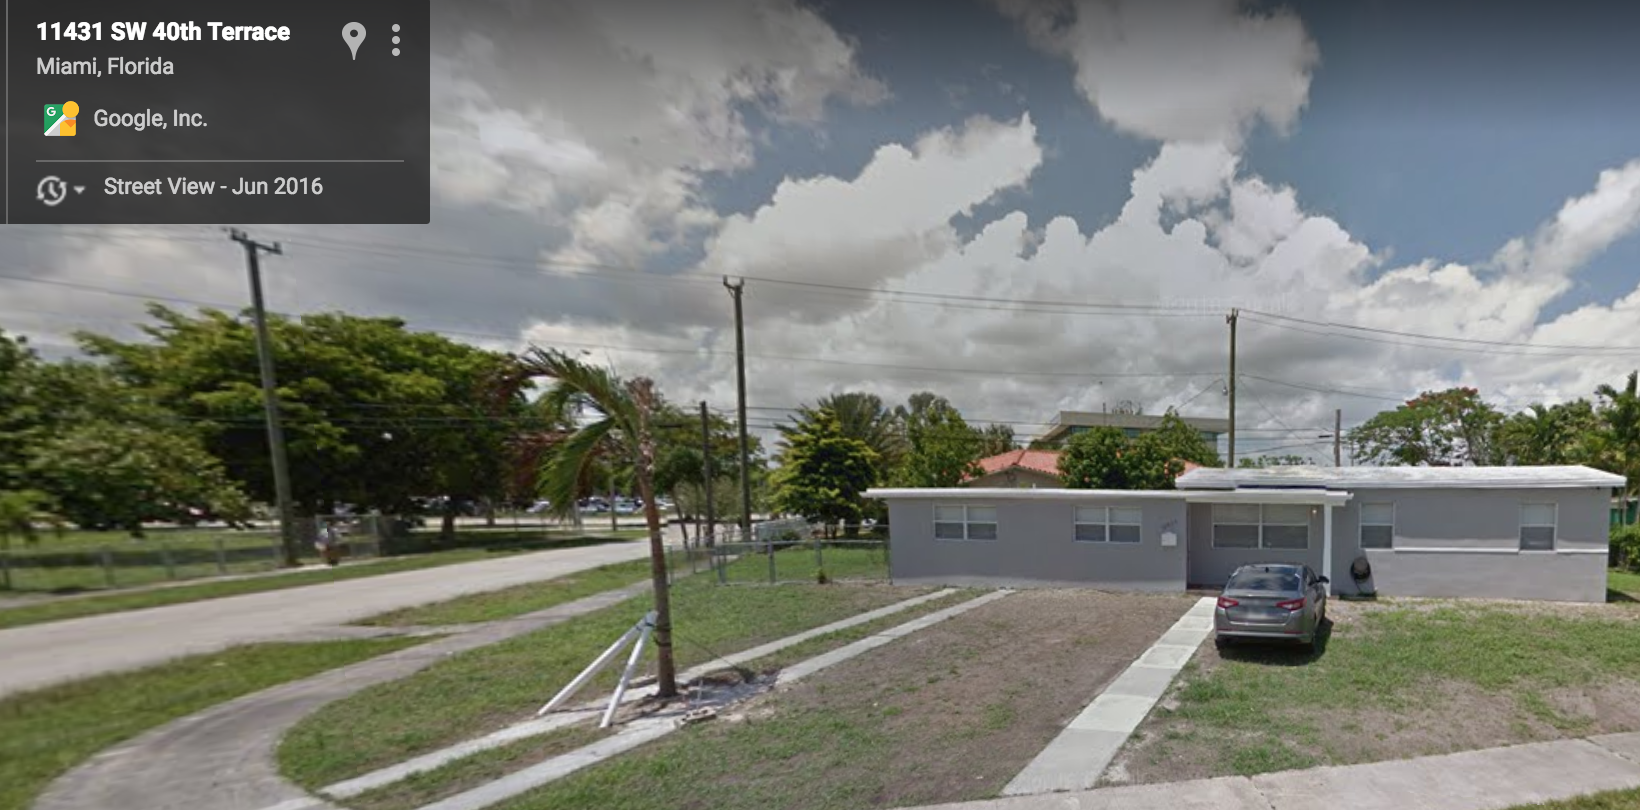 11431 SW 40th Terrace
Miami, Florida
Google, Inc.
Street View - Jun 2016